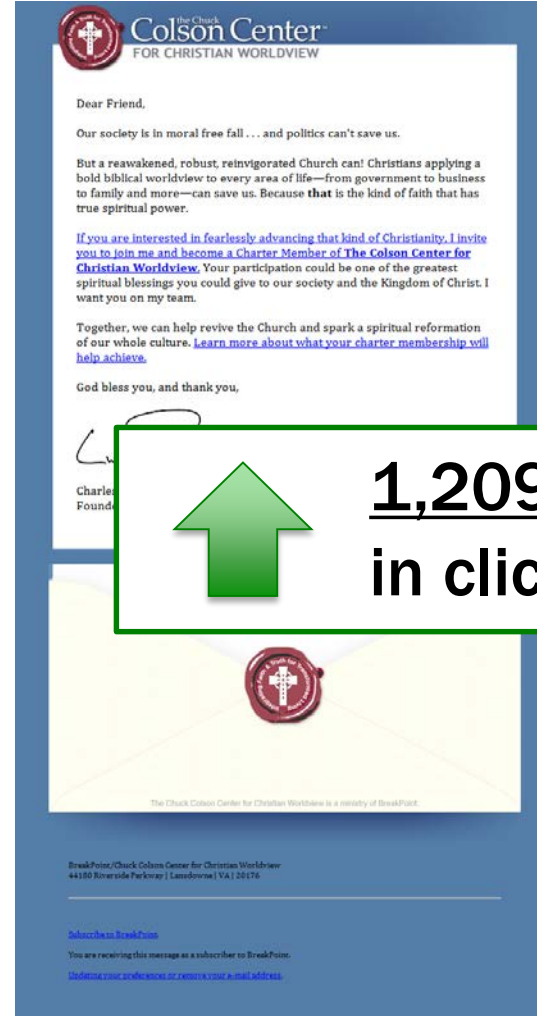 the Chuck
Colson Center
FOR CHRISTIAN WORLDVIEW
Dear Friend,
Our society is in moral free fall . . . and politics can't save us.
But a reawakened, robust, reinvigorated Church can! Christians applying a
bold biblical worldview to every area of life—from government to business
to family and more—can save us. Because that is the kind of faith that has
true spiritual power.
If you are interested in fearlessly advancing that kind of Christianity, I invite
you to join me and become a Charter Member of The Colson Center for
Christian Worldview. Your participation could be one of the greatest
spiritual blessings you could give to our society and the Kingdom of Christ. I
want you on my team.
Together, we can help revive the Church and spark a spiritual reformation
of our whole culture. Learn more about what your charter membership will
help achieve.
God bless you, and thank you,
Charles
Founde
1,209
in clic
The Chuck Colson Center for Christian Worldview is a ministry of BreakPoint
BreakPoint/Chuck Colson Center for Christian Worldview
44180 Riverside Parkway | Lansdowne | VA | 20176
Subscribe to BreakPoint
You are receiving this message as a subscriber to BreakPoint.
Updating your preferences or remove your e-mail address.